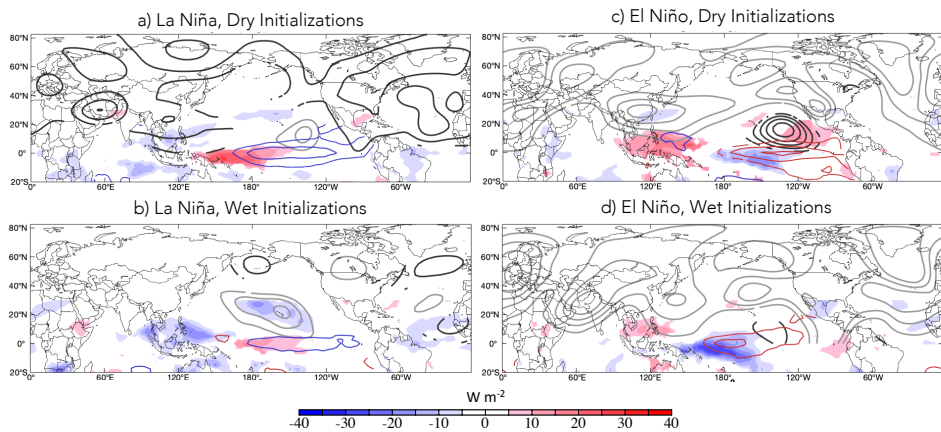 a) La Niña, Dry Initializations
80°N
60°N
40°N
20°N
0°
20°S
0°
60°E
120°E
180°
120°W
60°W
b) La Niña, Wet Initializations
80°N
60°N
40°N
20°N
0°
20°S
0°
60°E
120°E
180°
120°W
60°W
c) El Niño, Dry Initializations
80°N
60°N
40°N
20°N
0°
20°S
0°
60°E
120°E
180°
120°W
60°W
d) El Niño, Wet Initializations
80°N
60°N
40°N
20°N
0°
20°S
0°
60°E
120°E
180°
120°W
60°W
W m-2
-40 -30 -20 -10 0 10 20 30 40